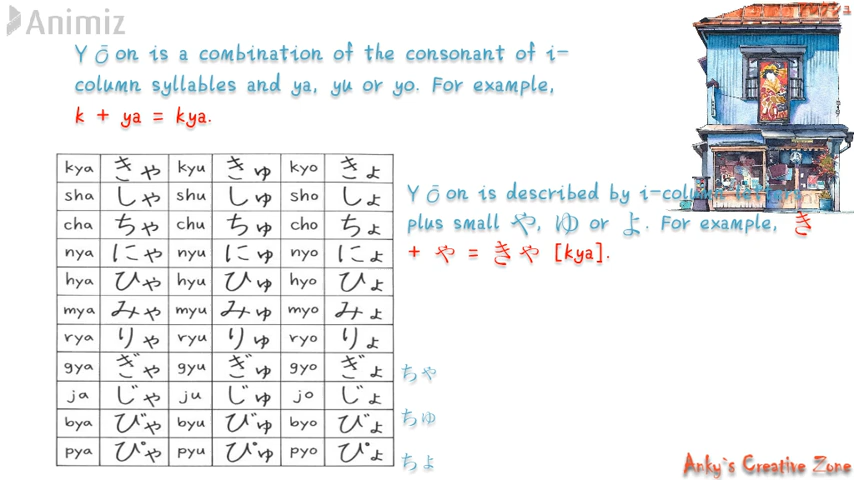 Animiz
アンクシュ
Yōon is a combination of the consonant of i-
column syllables and ya, yu or yo. For example,
k + ya = kya.
kya きゃ kyu きゅ kyo きょ
sha しゃ shu しゅ sho しょ
cha ちゃ chu ちゅ cho ちょ
nya にゃ nyu にゅ nyo にょ
hya ひゃ hyu ひゅ hyo ひょ
mya みゃ myu みゅ myo みょ
rya りゃ ryu りゅ ryo りょ
gya ぎゃ gyu ぎゅ gyo ぎょ
ja じゃ ju じゅ jo じょ
bya びゃ byu びゅ byo びょ
pya ぴゃ pyu ぴゅ pyo ぴょ
Yōon is described by i-column
plus small や, ゆ or よ. For example, き
+ や = きゃ [kya].
ちゃ
ちゅ
ちょ
Anky`s Creative Zone